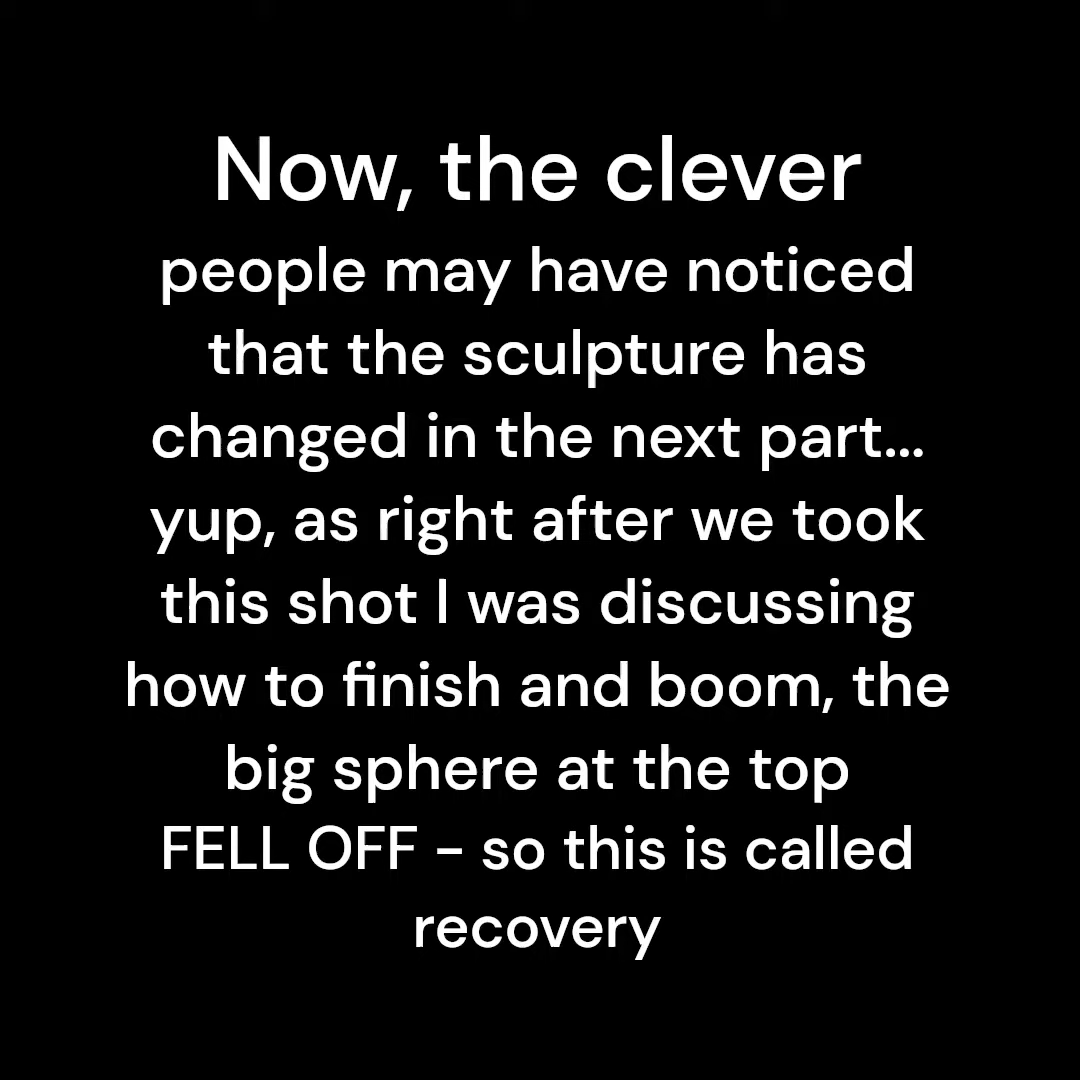 Now, the clever
people may have noticed
that the sculpture has
changed in the next part...
yup, as right after we took
this shot I was discussing
how to finish and boom, the
big sphere at the top
FELL OFF - so this is called
recovery